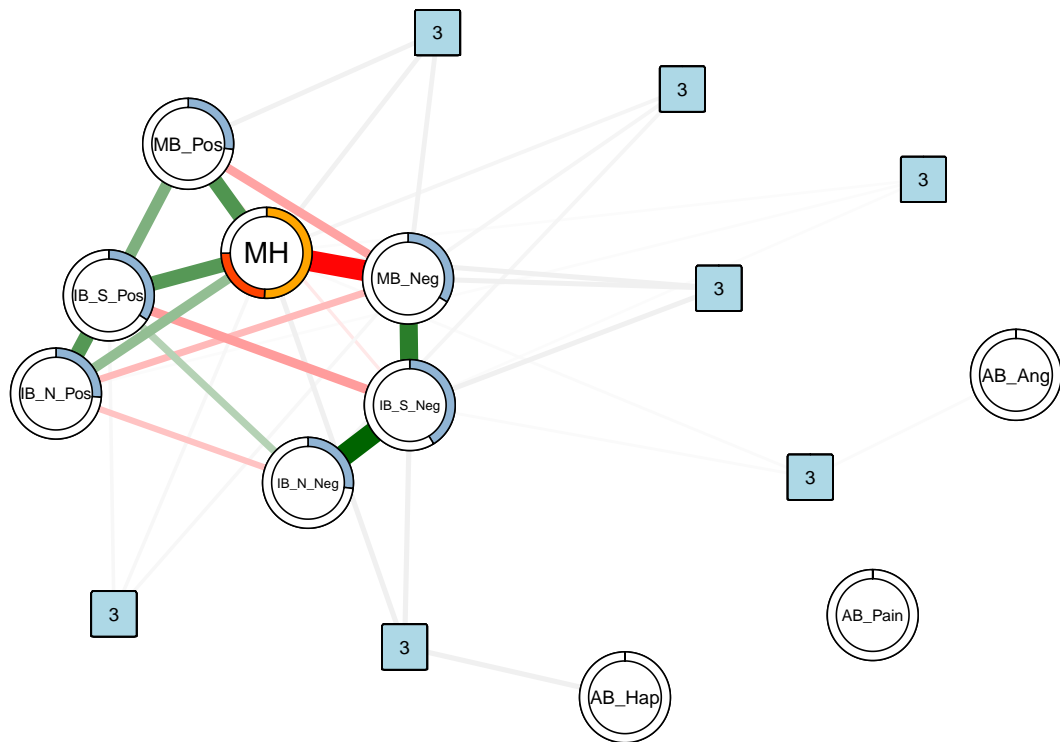 3
3
MB_Pos
3
MH
MB_Neg
3
IB_S_Pos
AB_Ang
IB_N_Pos
IB_S_Neg
3
IB_N_Neg
3
AB_Pain
3
AB_Hap